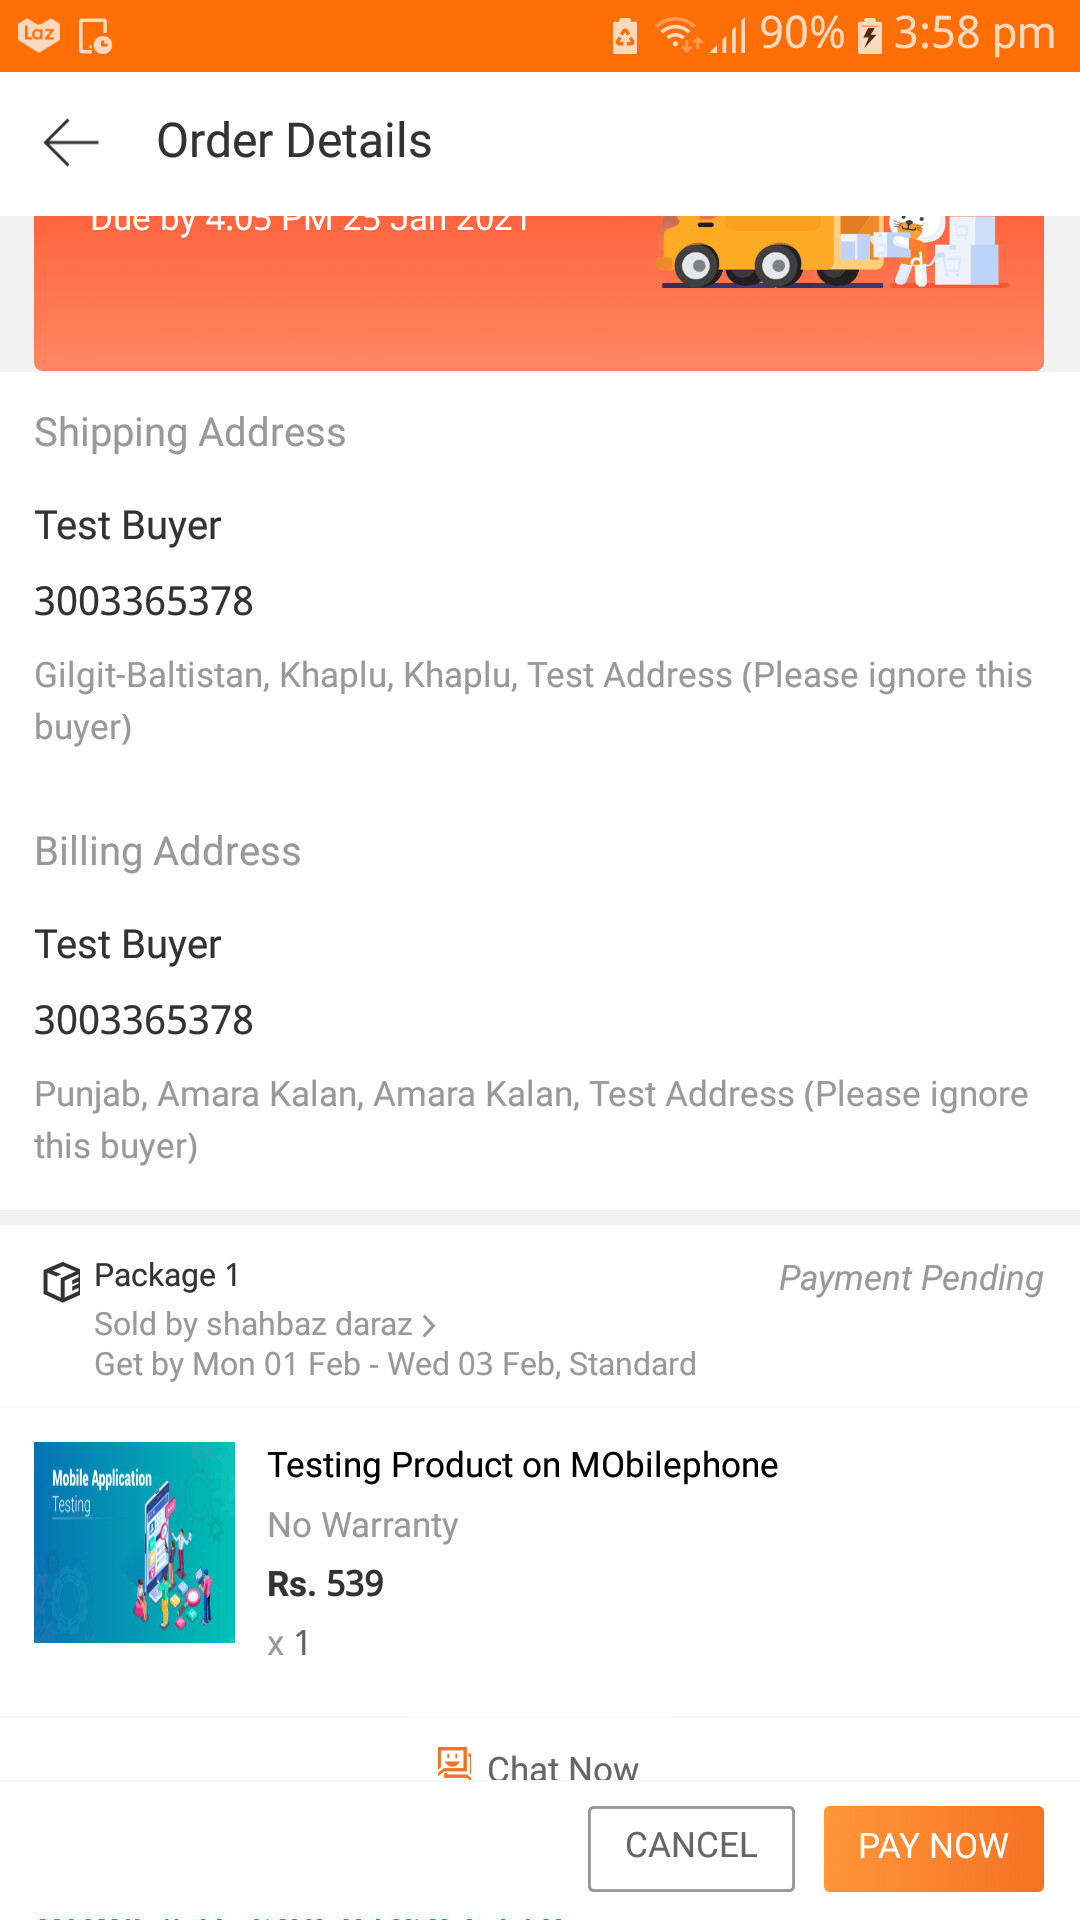 Laz
90%
3:58 pm
Order Details
Due by 4:05 PM 25 Jan 2021
Shipping Address
Test Buyer
3003365378
Gilgit-Baltistan, Khaplu, Khaplu, Test Address (Please ignore this
buyer)
Billing Address
Test Buyer
3003365378
Punjab, Amara Kalan, Amara Kalan, Test Address (Please ignore
this buyer)
Package 1
Payment Pending
Sold by shahbaz daraz >
Get by Mon 01 Feb - Wed 03 Feb, Standard
Mobile Application
Testing
Testing Product on MObilephone
No Warranty
Rs. 539
x 1
Chat Now
CANCEL
PAY NOW